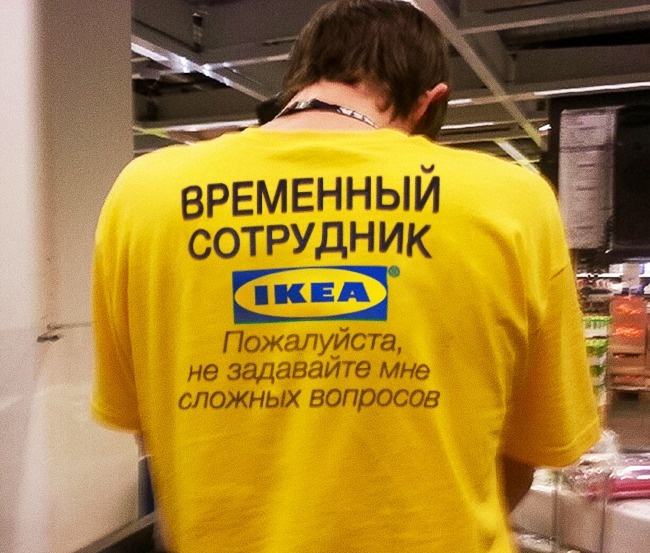 ВРЕМЕННЫЙ
СОТРУДНИК
IKEA®
Пожалуйста,
не задавайте мне
сложных вопросов